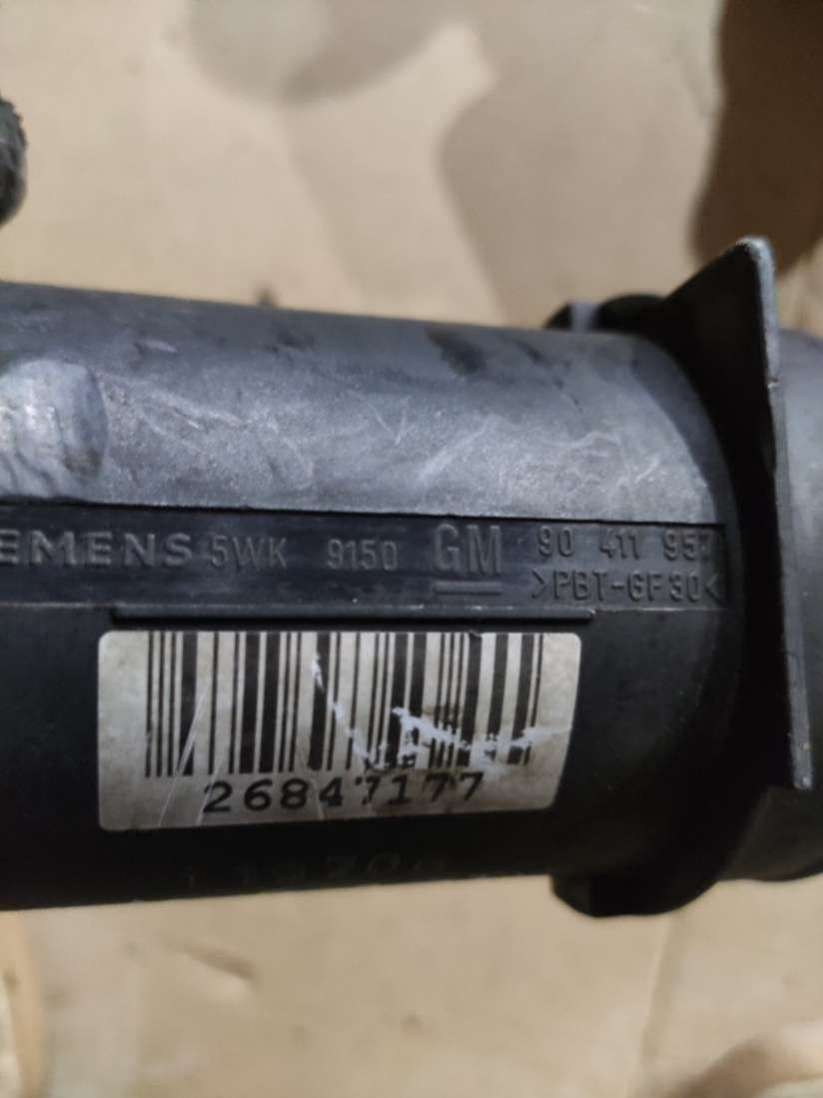 EMENS 5WK 9150 GM 90 411 957
>PBT-GF30<
26847177